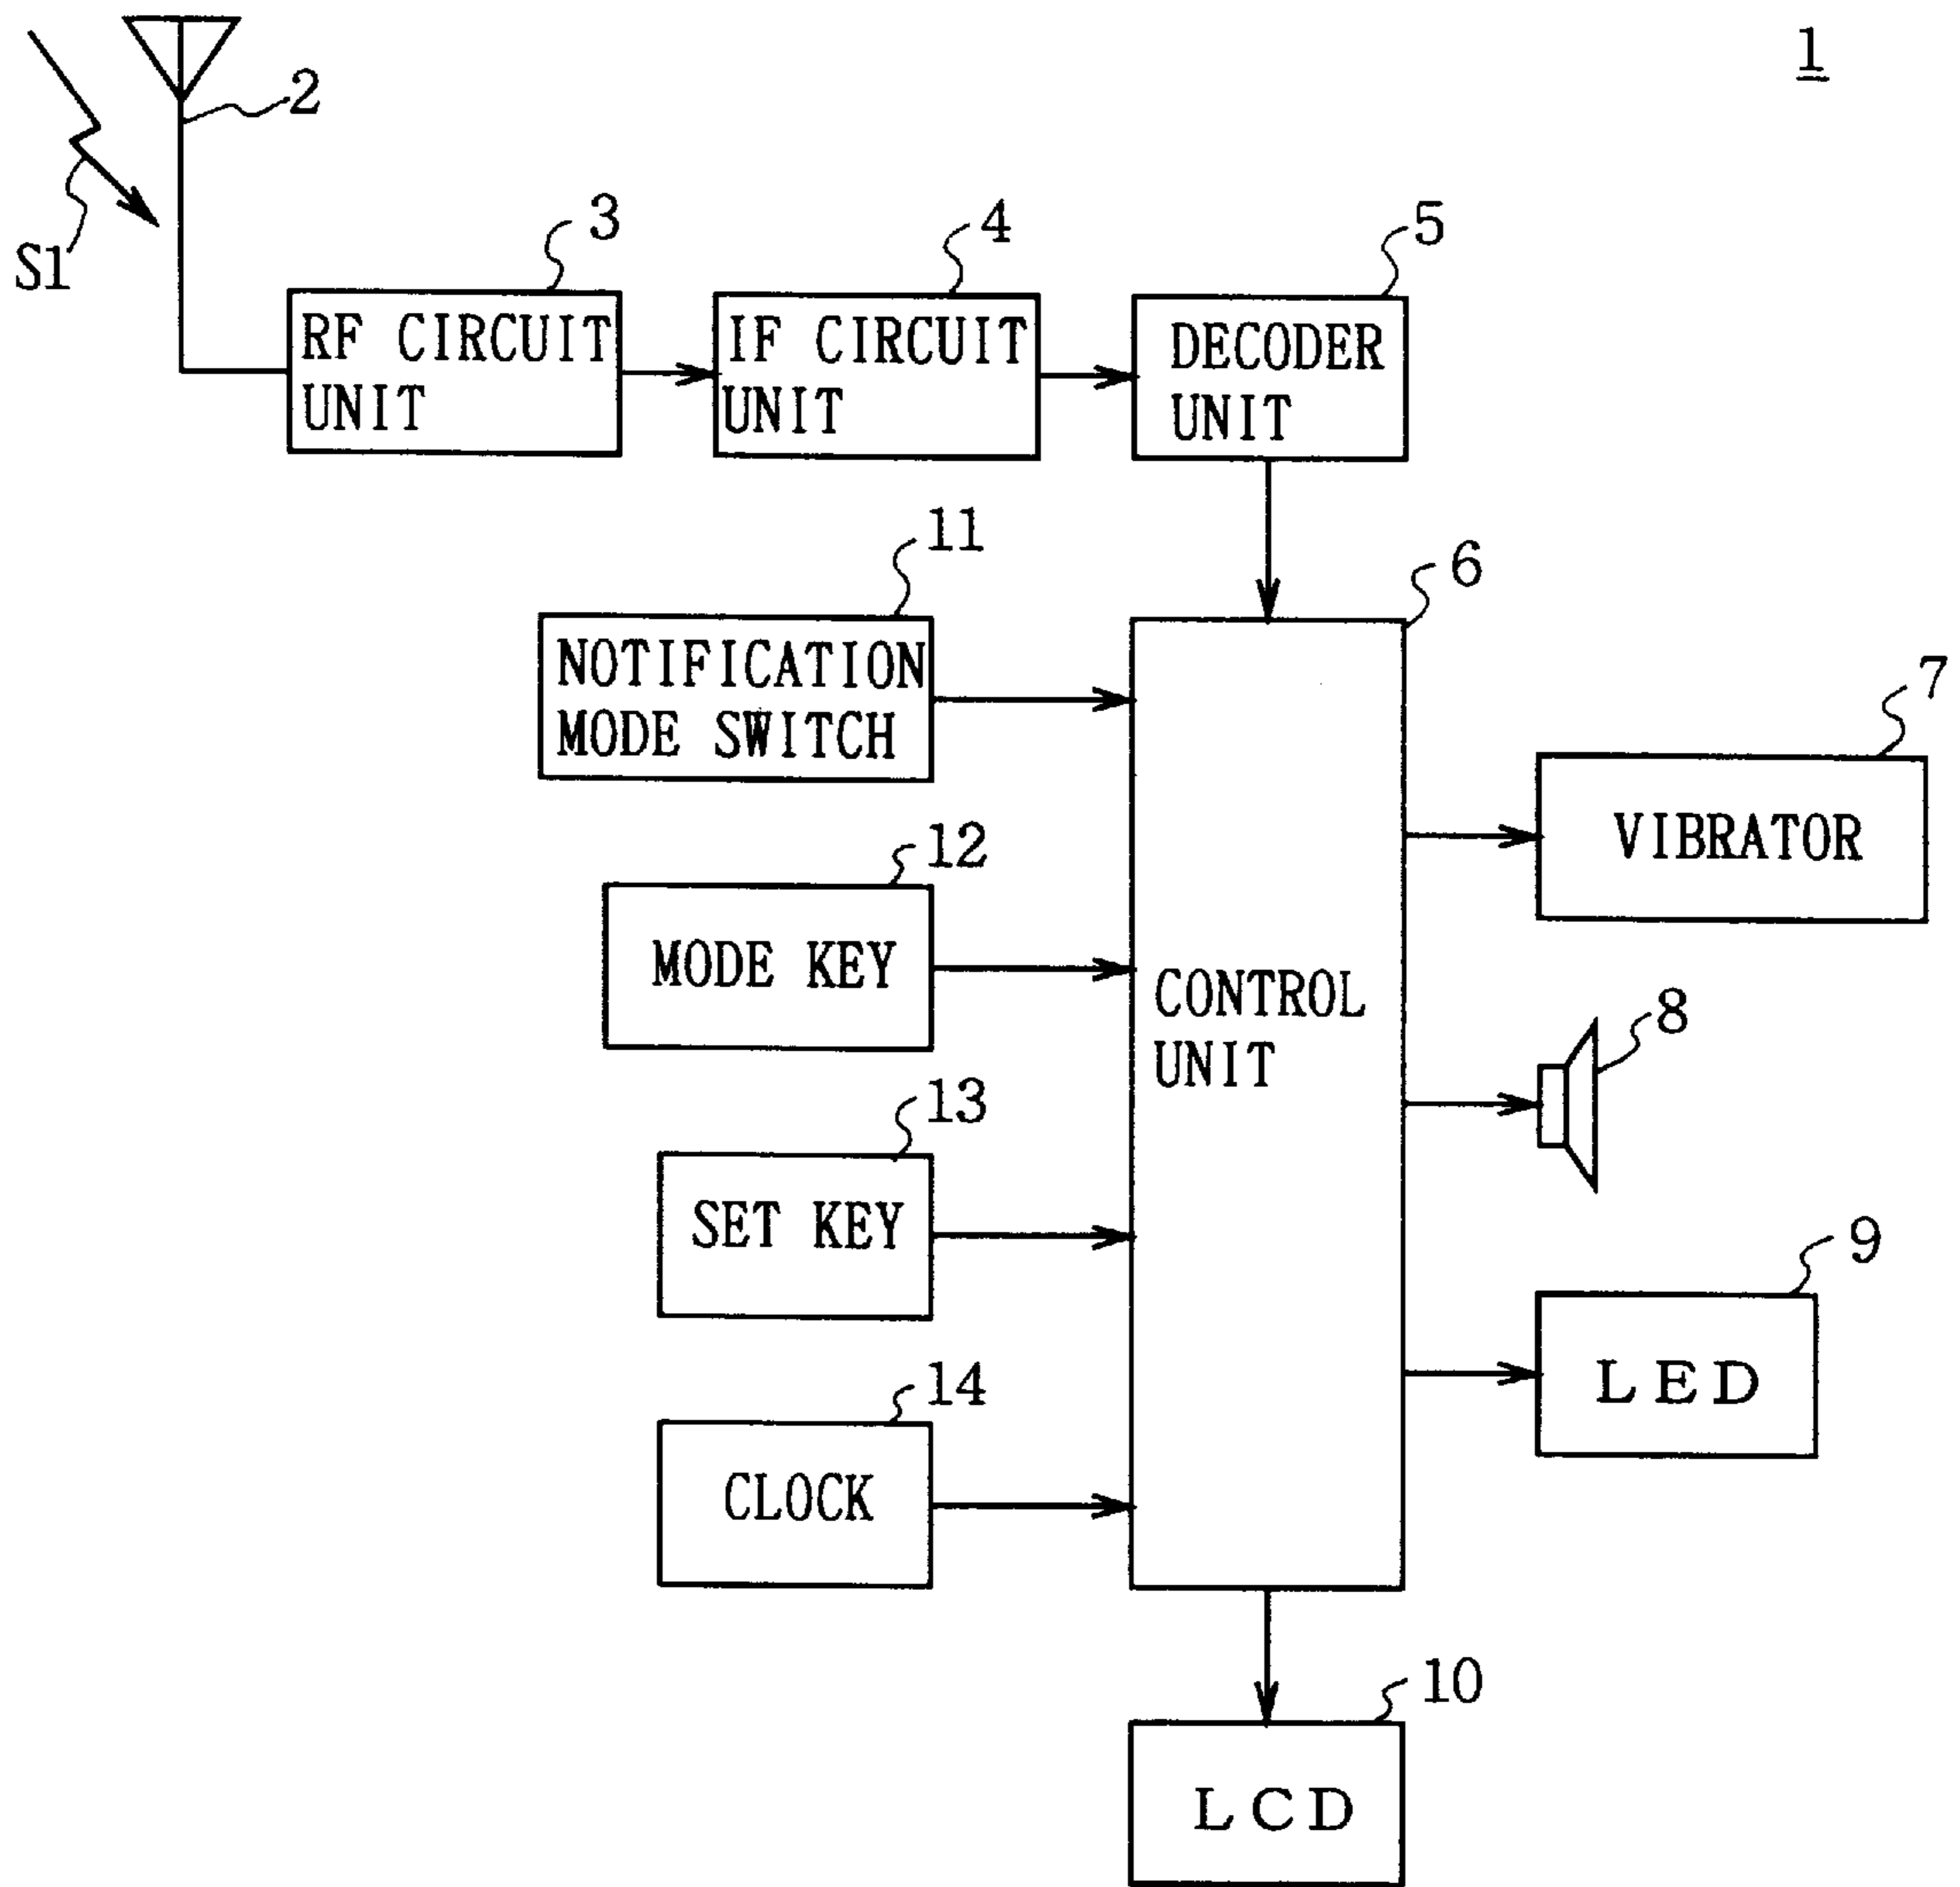 1
2
S1
3
4
5
RF CIRCUIT
UNIT
IF CIRCUIT
UNIT
DECODER
UNIT
11
6
NOTIFICATION
MODE SWITCH
7
VIBRATOR
12
MODE KEY
CONTROL
UNIT
8
13
SET KEY
9
LED
14
CLOCK
10
LCD